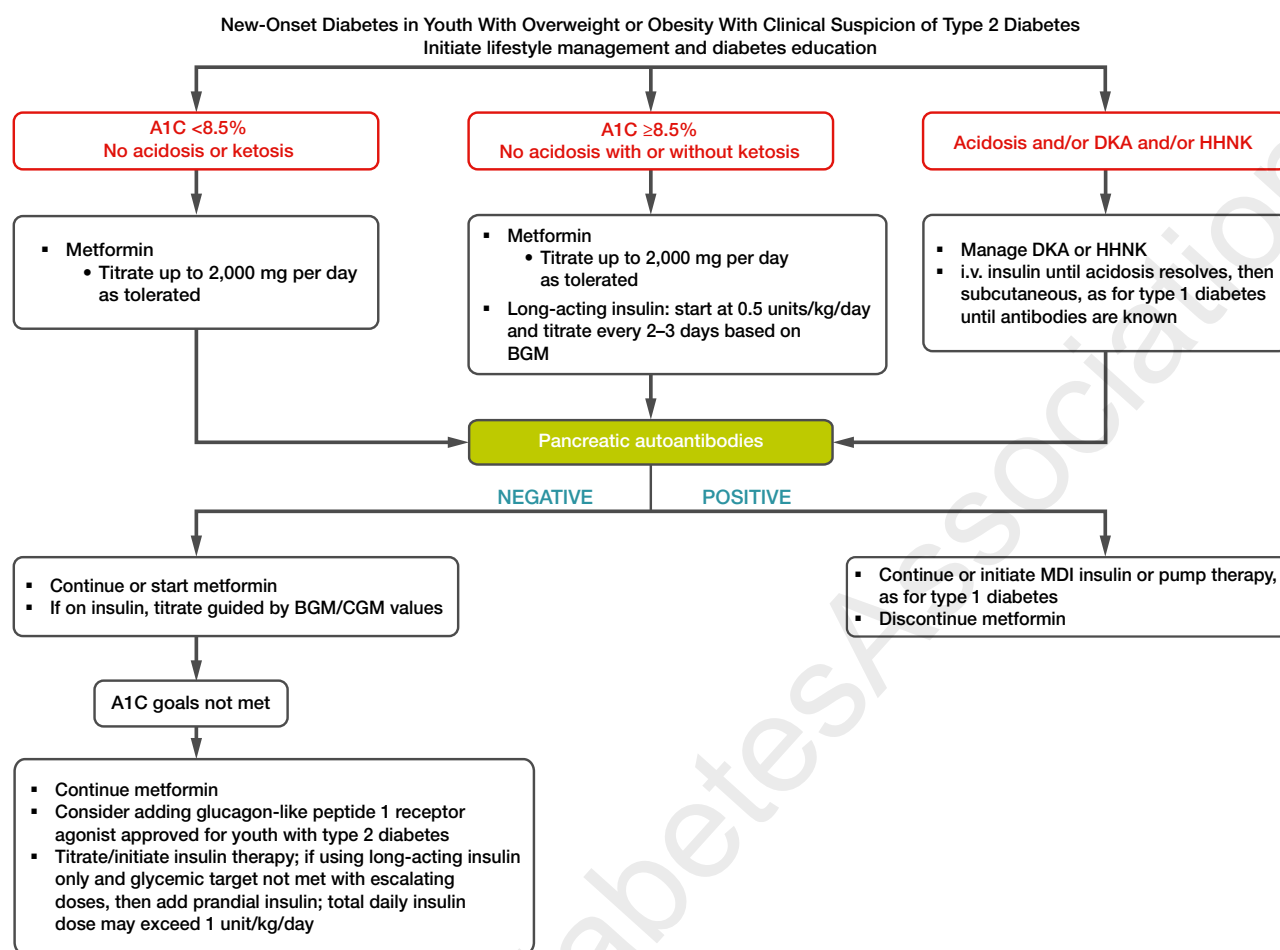 New-Onset Diabetes in Youth With Overweight or Obesity With Clinical Suspicion of Type 2 Diabetes
Initiate lifestyle management and diabetes education
A1C <8.5%
No acidosis or ketosis
A1C ≥8.5%
No acidosis with or without ketosis
Acidosis and/or DKA and/or HHNK
▪ Metformin
• Titrate up to 2,000 mg per day
as tolerated
▪ Metformin
• Titrate up to 2,000 mg per day
as tolerated
▪ Long-acting insulin: start at 0.5 units/kg/day
and titrate every 2–3 days based on
BGM
▪ Manage DKA or HHNK
▪ i.v. insulin until acidosis resolves, then
subcutaneous, as for type 1 diabetes
until antibodies are known
Pancreatic autoantibodies
NEGATIVE
POSITIVE
▪ Continue or start metformin
▪ If on insulin, titrate guided by BGM/CGM values
▪ Continue or initiate MDI insulin or pump therapy,
as for type 1 diabetes
▪ Discontinue metformin
A1C goals not met
▪ Continue metformin
▪ Consider adding glucagon-like peptide 1 receptor
agonist approved for youth with type 2 diabetes
▪ Titrate/initiate insulin therapy; if using long-acting insulin
only and glycemic target not met with escalating
doses, then add prandial insulin; total daily insulin
dose may exceed 1 unit/kg/day
abetesAssociation